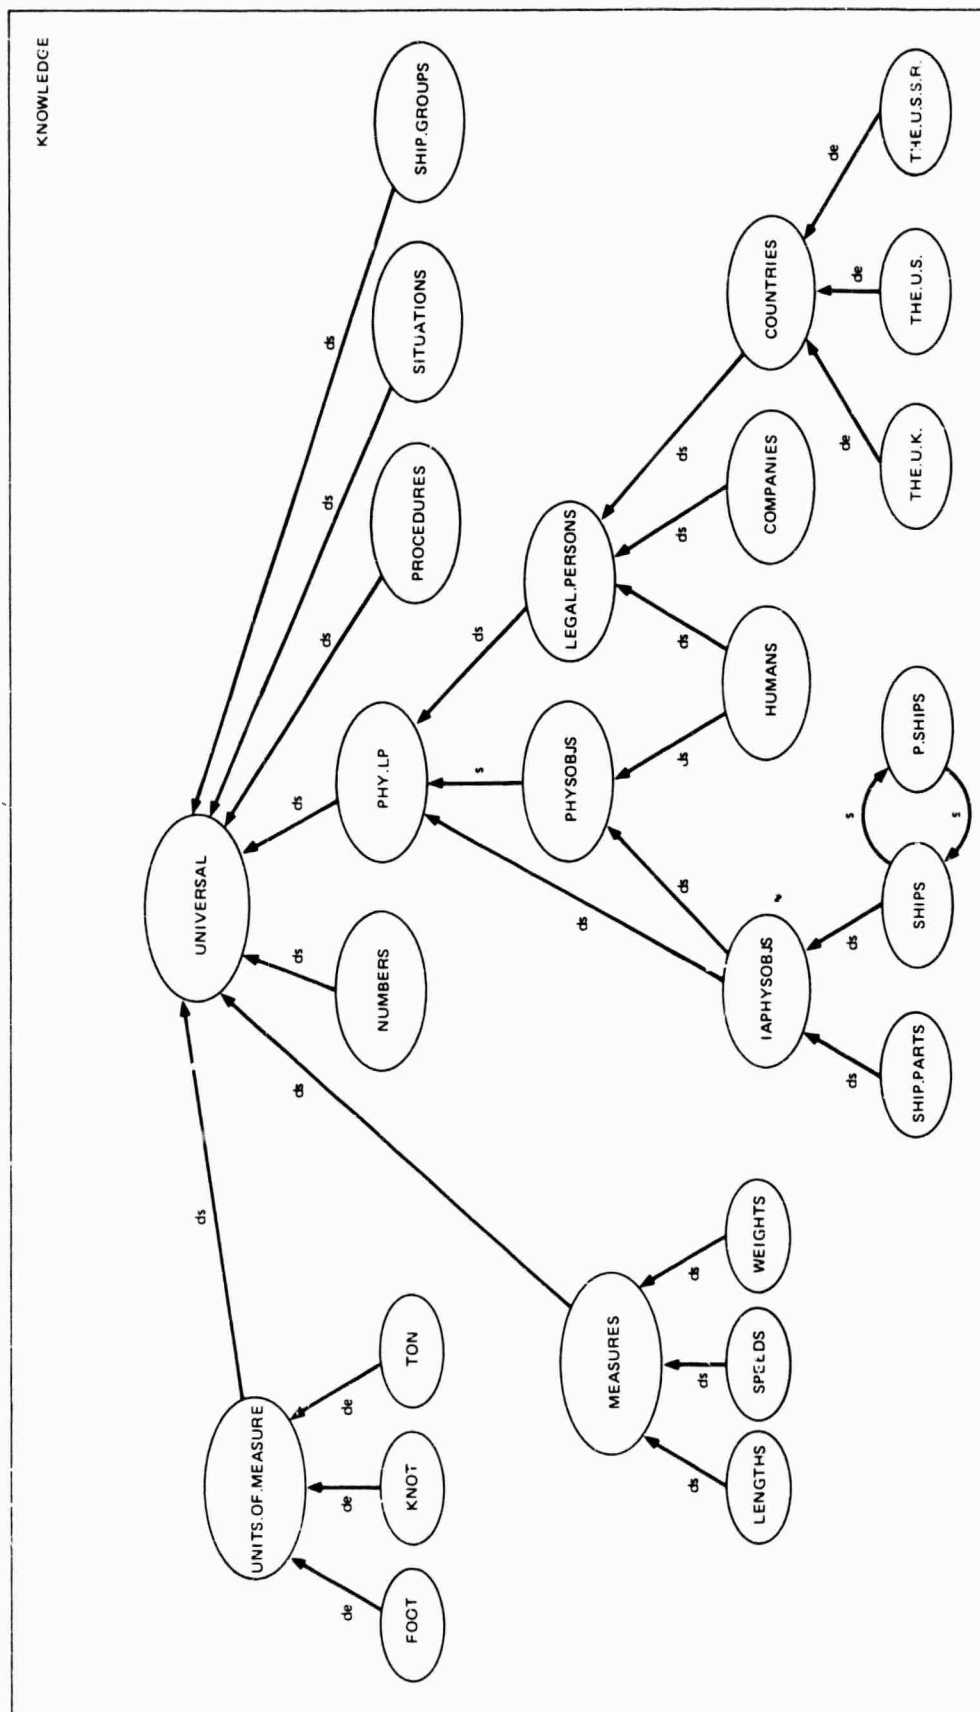 KNOWLEDGE
UNIVERSAL
ds
ds
ds
ds
ds
ds
ds
UNITS.OF.MEASURE
NUMBERS
PHY.LP
PROCEDURES
SITUATIONS
SHIP.GROUPS
de
de
de
FOOT
KNOT
TON
s
ds
ds
MEASURES
PHYSOBJS
LEGAL.PERSONS
ds
ds
ds
ds
ds
ds
ds
ds
LENGTHS
SPEEDS
WEIGHTS
IAPHYSOBJS
HUMANS
COMPANIES
COUNTRIES
ds
ds
s
s
de
de
de
SHIP.PARTS
SHIPS
P.SHIPS
THE.U.K.
THE.U.S.
THE.U.S.S.R.